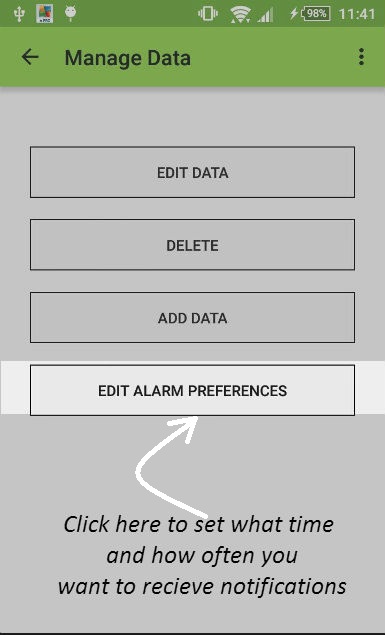 98% 11:41
Manage Data
EDIT DATA
DELETE
ADD DATA
EDIT ALARM PREFERENCES
Click here to set what time
and how often you
want to recieve notifications